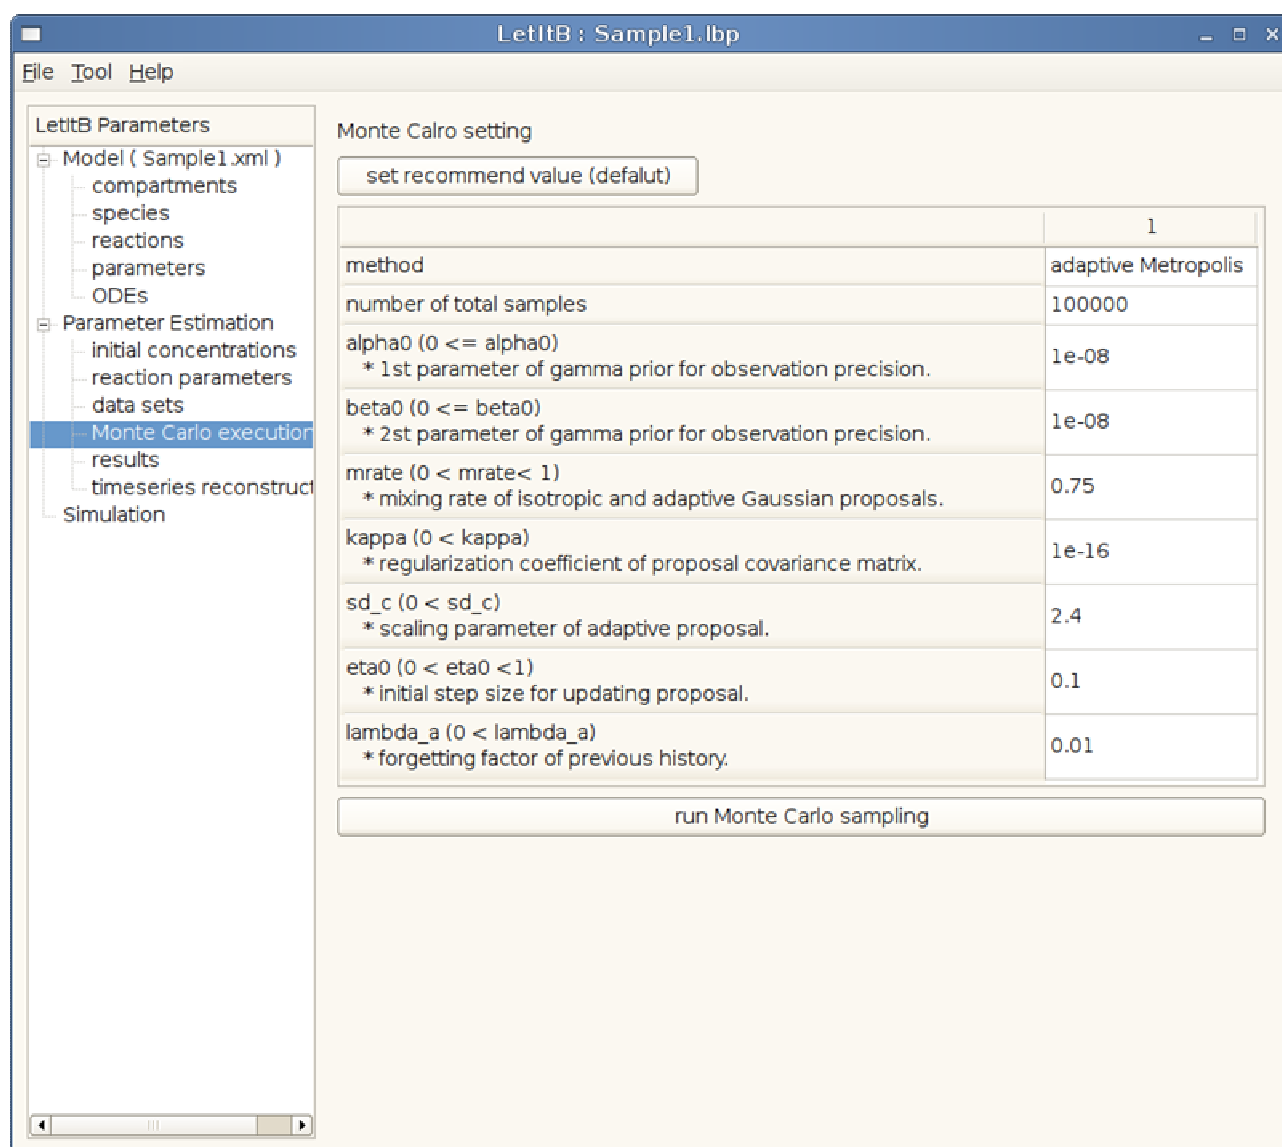 LetItB : Sample1.lbp
File Tool Help
LetItB Parameters
Model ( Sample1.xml )
compartments
species
reactions
parameters
ODEs
Parameter Estimation
initial concentrations
reaction parameters
data sets
Monte Carlo execution
results
timeseries reconstruct
Simulation
Monte Calro setting
set recommend value (defalut)
1
method adaptive Metropolis
number of total samples 100000
alpha0 (0 <= alpha0)
* 1st parameter of gamma prior for observation precision.
1e-08
beta0 (0 <= beta0)
* 2st parameter of gamma prior for observation precision.
1e-08
mrate (0 < mrate< 1)
* mixing rate of isotropic and adaptive Gaussian proposals.
0.75
kappa (0 < kappa)
* regularization coefficient of proposal covariance matrix.
1e-16
sd_c (0 < sd_c)
* scaling parameter of adaptive proposal.
2.4
eta0 (0 < eta0 <1)
* initial step size for updating proposal.
0.1
lambda_a (0 < lambda_a)
* forgetting factor of previous history.
0.01
run Monte Carlo sampling